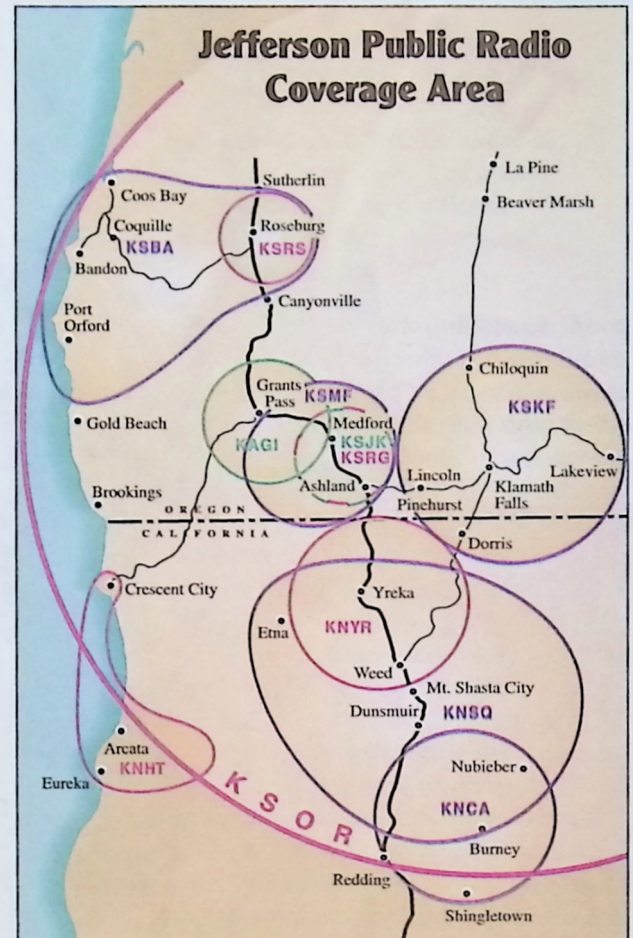 Jefferson Public Radio
Coverage Area
La Pine
Sutherlin
Coos Bay
Beaver Marsh
Coquille
Roseburg
KSBA
KSRS
Bandon
Canyonville
Port
Orford
Chiloquin
Grants
Pass
KSMF
KSKF
Gold Beach
Medford
KAGI
KSJK
KSRG
Lakeview
Lincoln
Ashland
Klamath
Falls
Brookings
Pinehurst
OREGON
CALIFORNIA
Dorris
Crescent City
Yreka
Etna
KNYR
Weed
Mt. Shasta City
Dunsmuir
KNSQ
Arcata
KNHT
Nubieber
Eureka
KSOR
KNCA
Burney
Redding
Shingletown